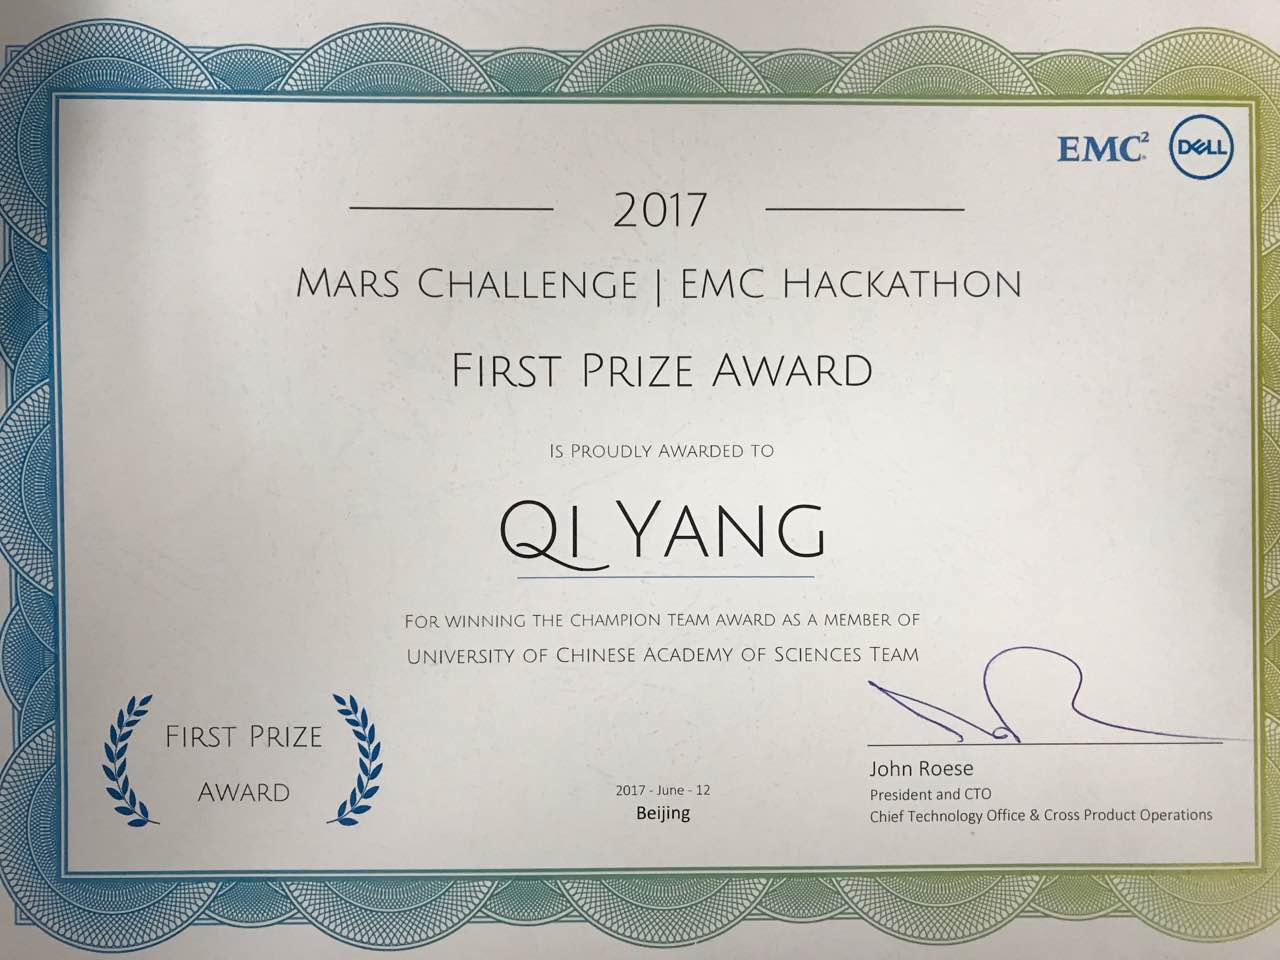 EMC²
DELL
2017
MARS CHALLENGE | EMC HACKATHON
FIRST PRIZE AWARD
IS PROUDLY AWARDED TO
QI YANG
FOR WINNING THE CHAMPION TEAM AWARD AS A MEMBER OF
UNIVERSITY OF CHINESE ACADEMY OF SCIENCES TEAM
FIRST PRIZE
AWARD
2017 - June - 12
Beijing
John Roese
President and CTO
Chief Technology Office & Cross Product Operations